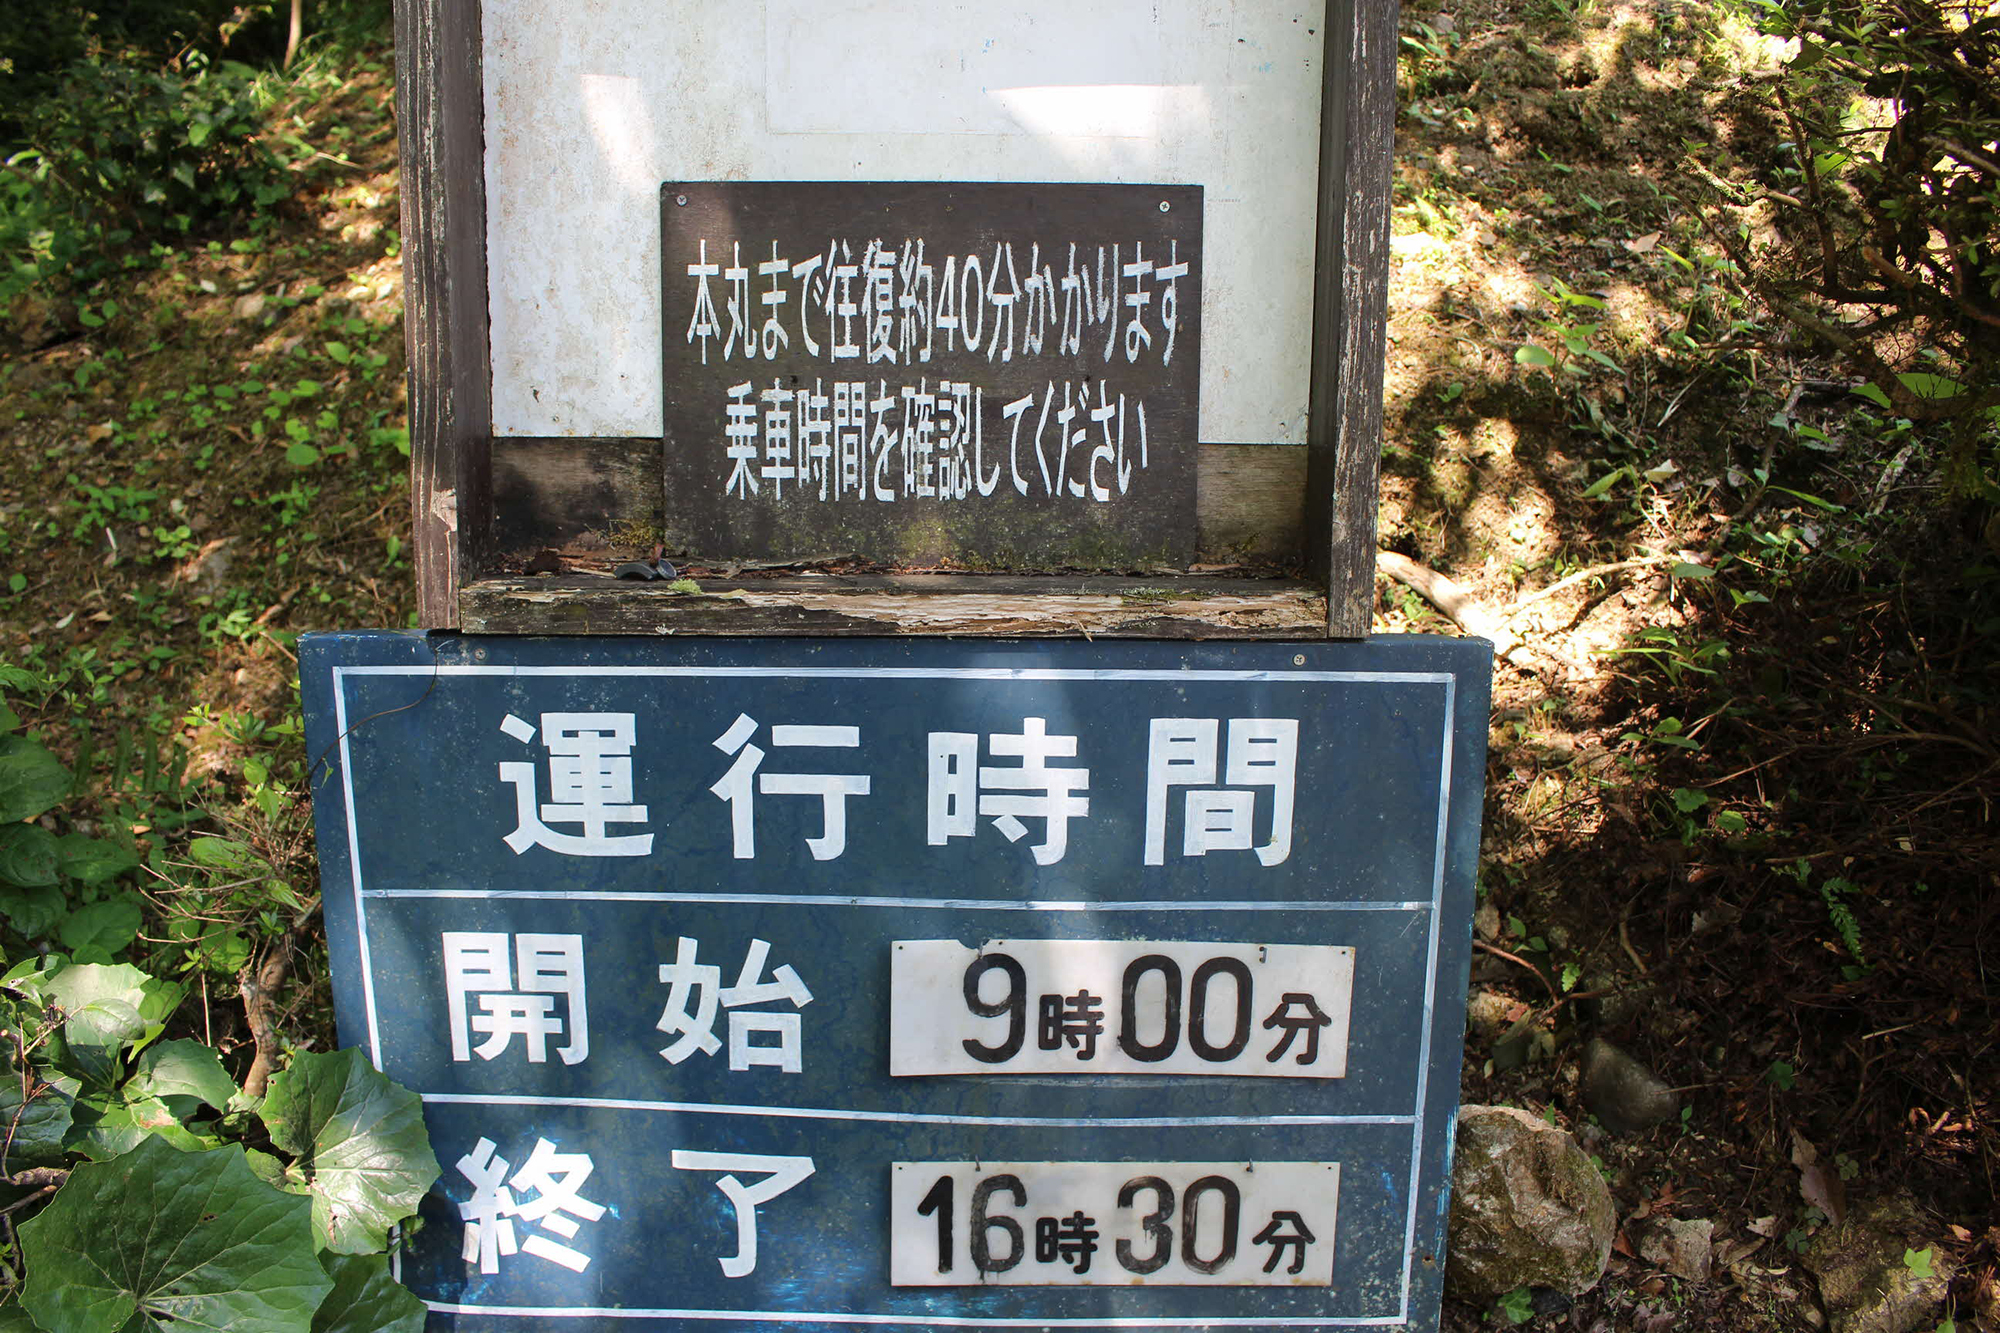 本丸まで往復約40分かかります
乗車時間を確認してください
運行時間
開始 9時00分
終了 16時30分